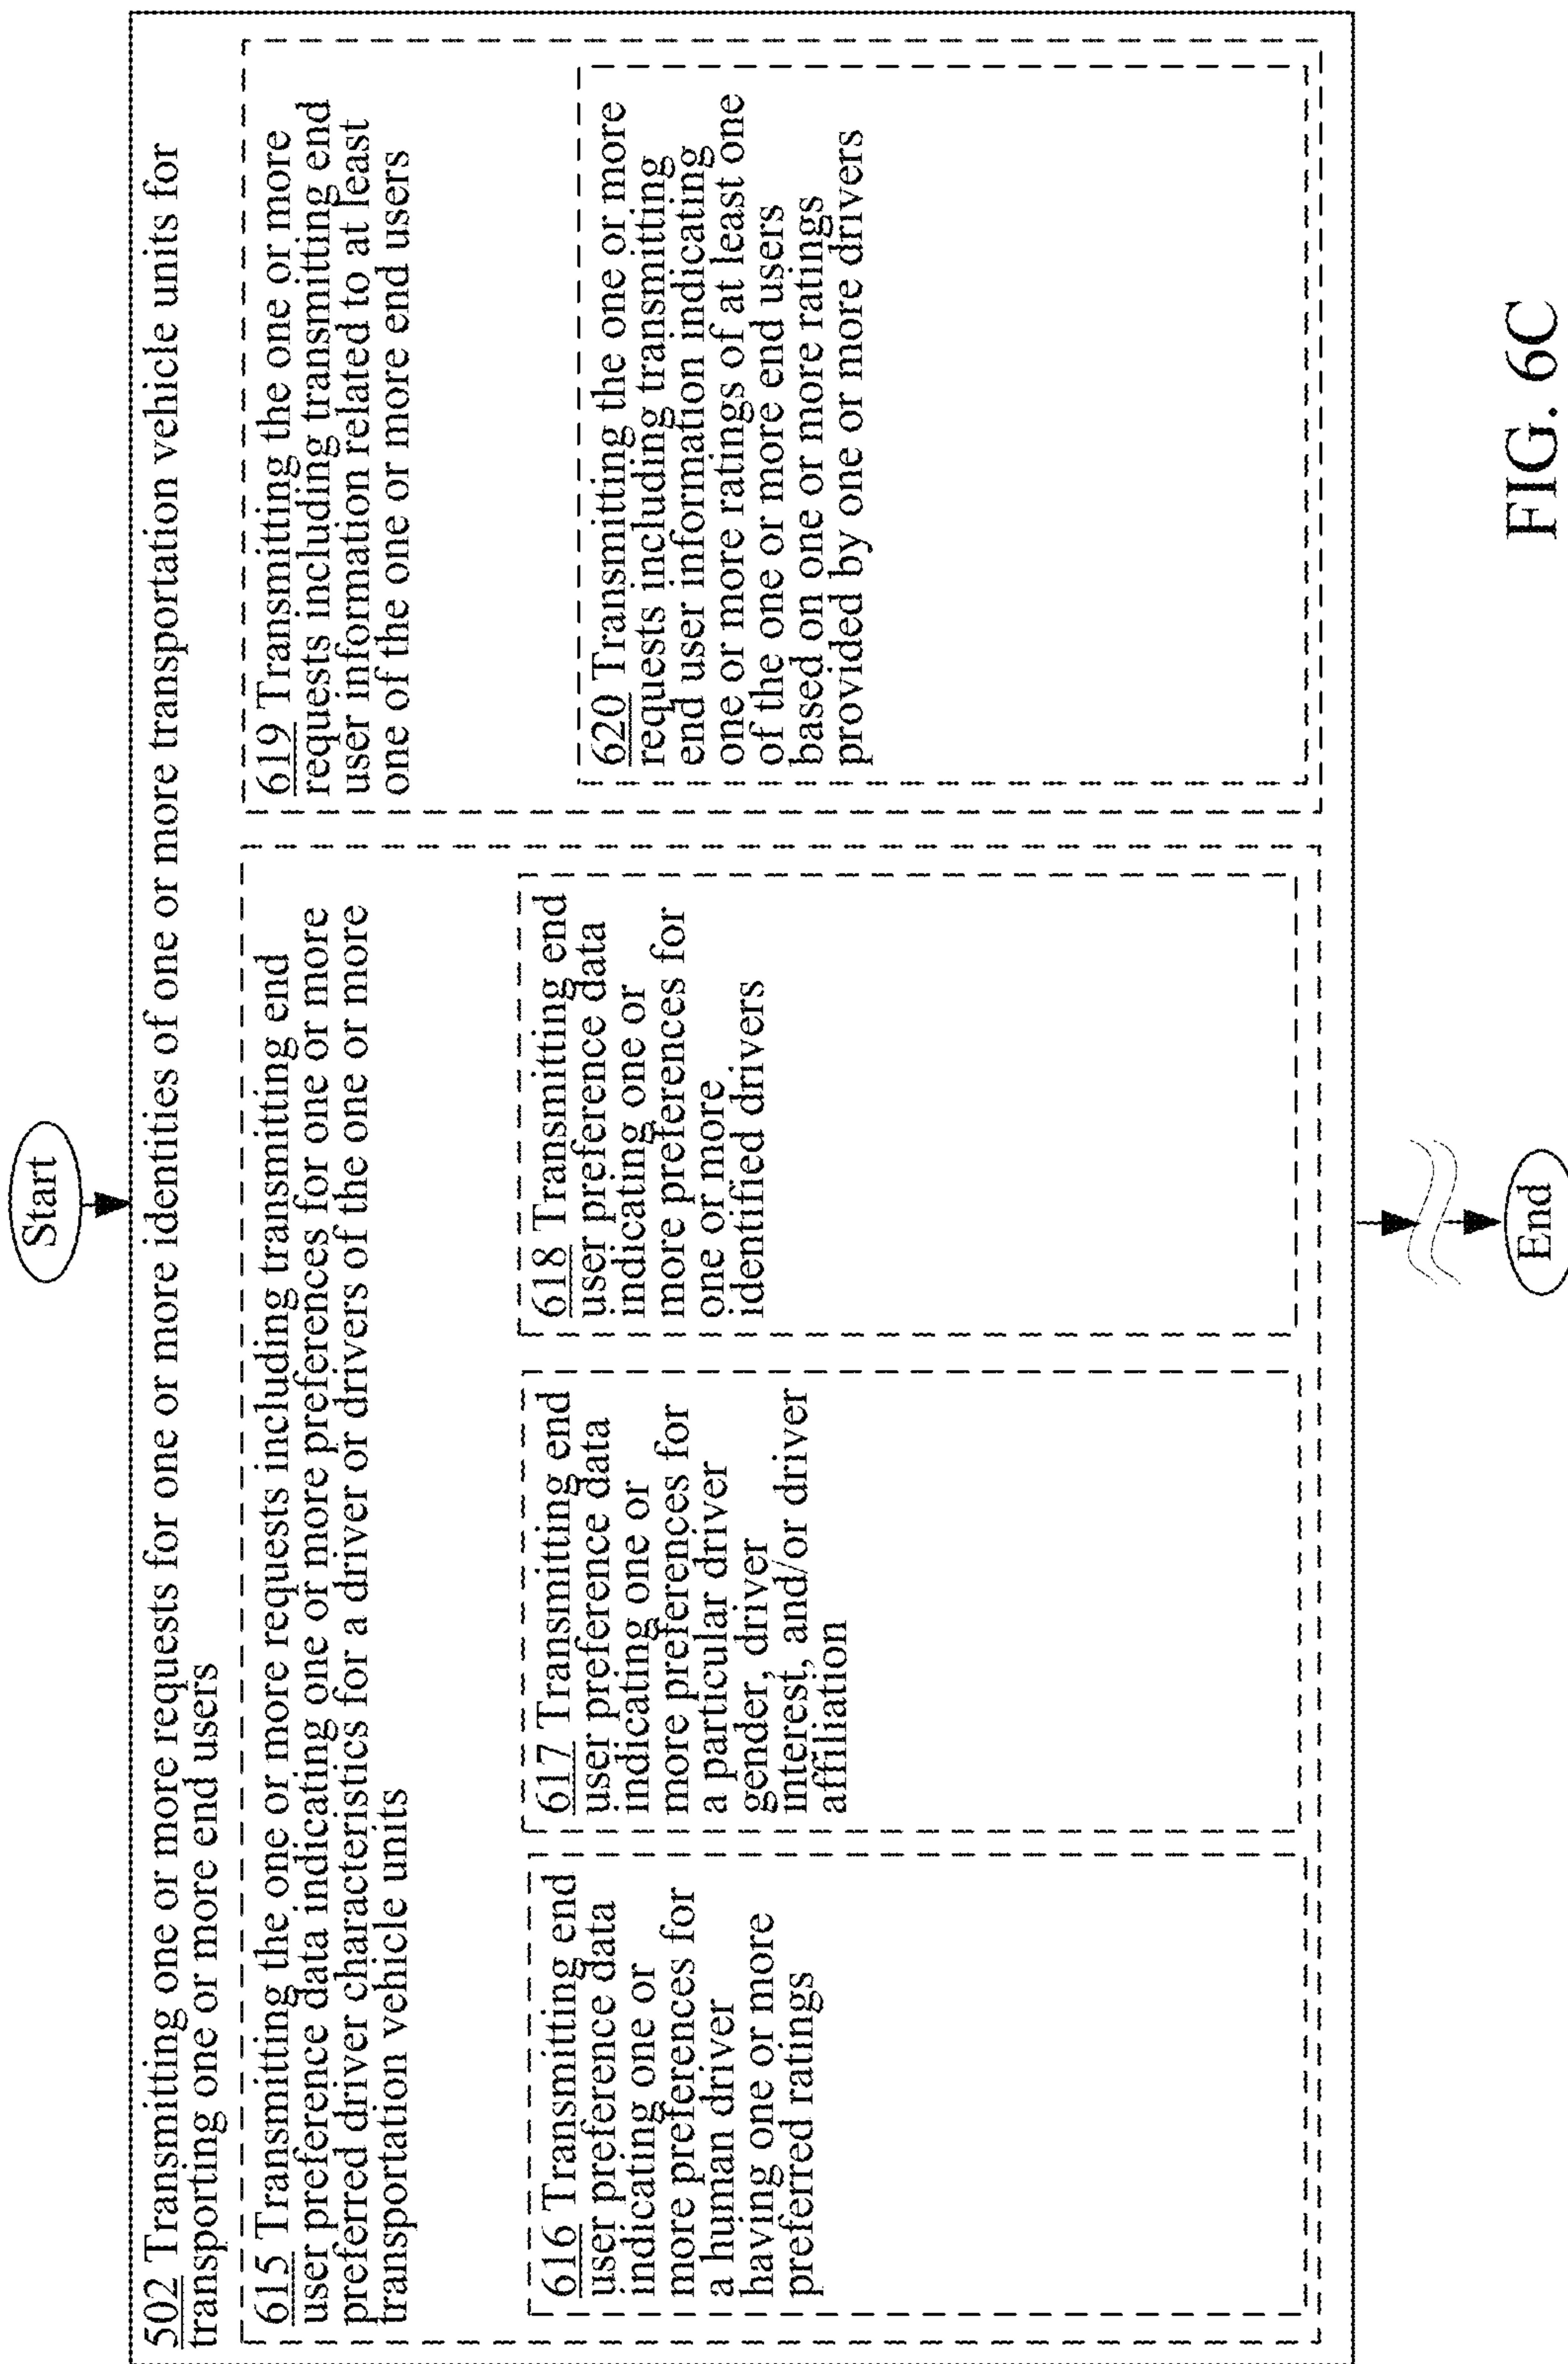 Start
502 Transmitting one or more requests for one or more identities of one or more transportation vehicle units for
transporting one or more end users
615 Transmitting the one or more requests including transmitting end
user preference data indicating one or more preferences for one or more
preferred driver characteristics for a driver or drivers of the one or more
transportation vehicle units
616 Transmitting end
user preference data
indicating one or
more preferences for
a human driver
having one or more
preferred ratings
617 Transmitting end
user preference data
indicating one or
more preferences for
a particular driver
gender, driver
interest, and/or driver
affiliation
618 Transmitting end
user preference data
indicating one or
more preferences for
one or more
identified drivers
619 Transmitting the one or more
requests including transmitting end
user information related to at least
one of the one or more end users
620 Transmitting the one or more
requests including transmitting
end user information indicating
one or more ratings of at least one
of the one or more end users
based on one or more ratings
provided by one or more drivers
End
FIG. 6C